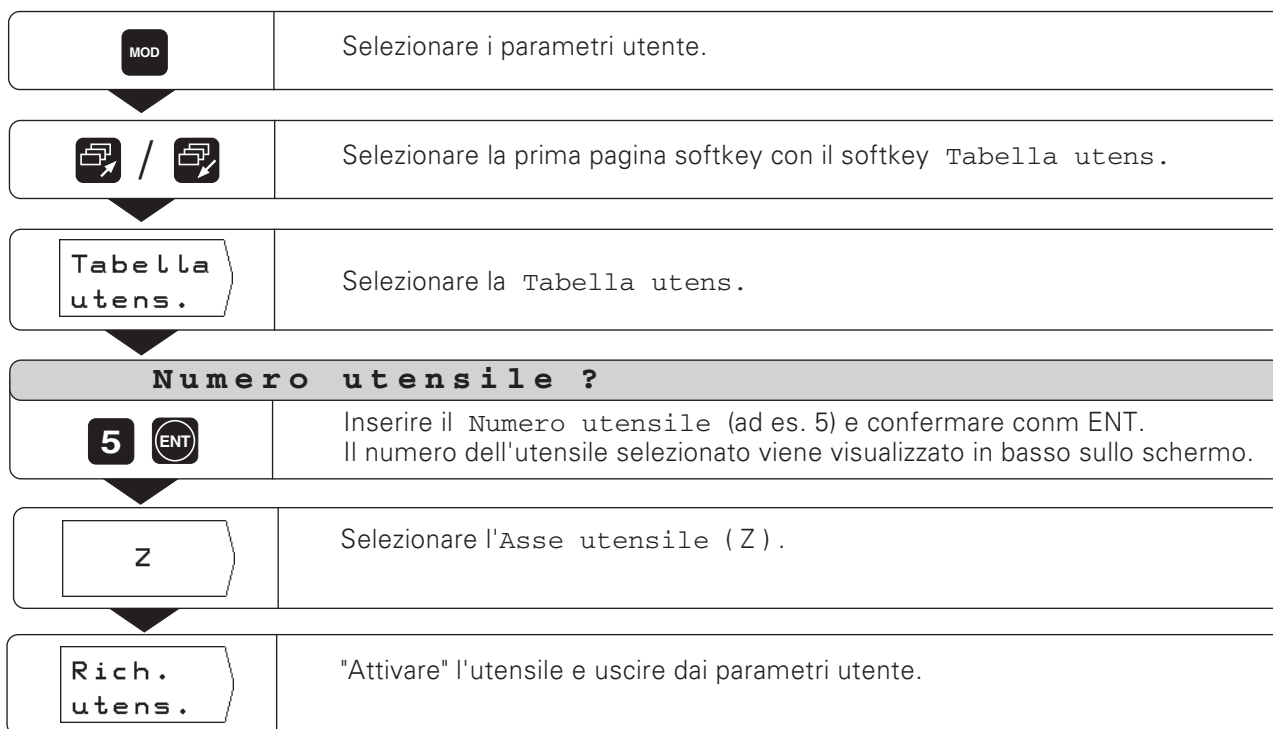 MOD
Selezionare i parametri utente.
/
Selezionare la prima pagina softkey con il softkey Tabella utens.
Tabella
utens.
Selezionare la Tabella utens.
Numero utensile ?
5 ENT
Inserire il Numero utensile (ad es. 5) e confermare conm ENT.
Il numero dell'utensile selezionato viene visualizzato in basso sullo schermo.
Z
Selezionare l'Asse utensile (Z).
Rich.
utens.
"Attivare" l'utensile e uscire dai parametri utente.